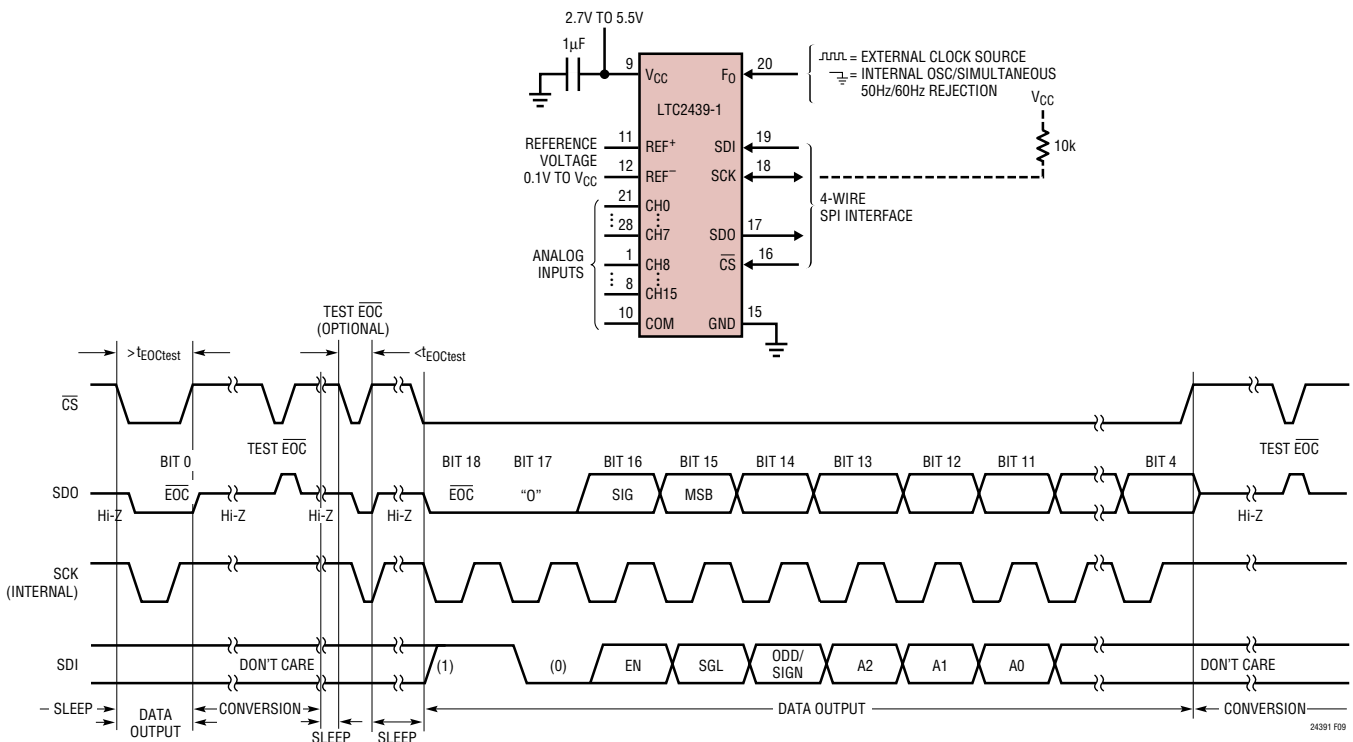 2.7V TO 5.5V
1µF
9
VCC
FO
20
= EXTERNAL CLOCK SOURCE
= INTERNAL OSC/SIMULTANEOUS
50Hz/60Hz REJECTION
LTC2439-1
VCC
10k
REFERENCE
VOLTAGE
0.1V TO VCC
11
REF+
12
REF–
SDI
19
SCK
18
4-WIRE
SPI INTERFACE
ANALOG
INPUTS
21
CH0
28
CH7
1
CH8
8
CH15
10
COM
SDO
17
CS
16
GND
15
TEST EOC
(OPTIONAL)
>tEOCtest
<tEOCtest
CS
TEST EOC
TEST EOC
BIT 0
BIT 18
BIT 17
BIT 16
BIT 15
BIT 14
BIT 13
BIT 12
BIT 11
BIT 4
SDO
EOC
EOC
"0"
SIG
MSB
Hi-Z
Hi-Z
Hi-Z
Hi-Z
Hi-Z
SCK
(INTERNAL)
SDI
DON'T CARE
(1)
(0)
EN
SGL
ODD/
SIGN
A2
A1
A0
DON'T CARE
SLEEP
DATA
OUTPUT
CONVERSION
SLEEP
SLEEP
DATA OUTPUT
CONVERSION
24391 F09